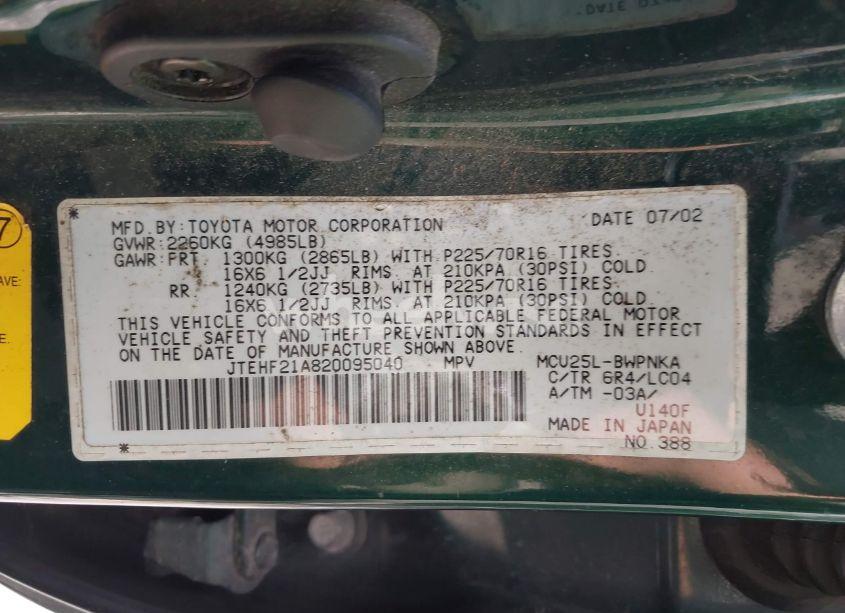 DATE 07/
7
AVE:
MFD.BY:TOYOTA MOTOR CORPORATION DATE 07/02
GVWR:2260KG (4985LB)
GAWR:FRT. 1300KG (2865LB) WITH P225/70R16 TIRES.
16X6 1/2JJ RIMS. AT 210KPA (30PSI) COLD
RR. 1240KG (2735LB) WITH P225/70R16 TIRES.
16X6 1/2JJ RIMS. AT 210KPA (30PSI) COLD
THIS VEHICLE CONFORMS TO ALL APPLICABLE FEDERAL MOTOR
VEHICLE SAFETY AND THEFT PREVENTION STANDARDS IN EFFECT
ON THE DATE OF MANUFACTURE SHOWN ABOVE.
JTEHF21A820095040 MPV MCU25L-BWPNKA
C/TR 6R4/LC04
A/TM -03A/
U140F
MADE IN JAPAN
NO.388